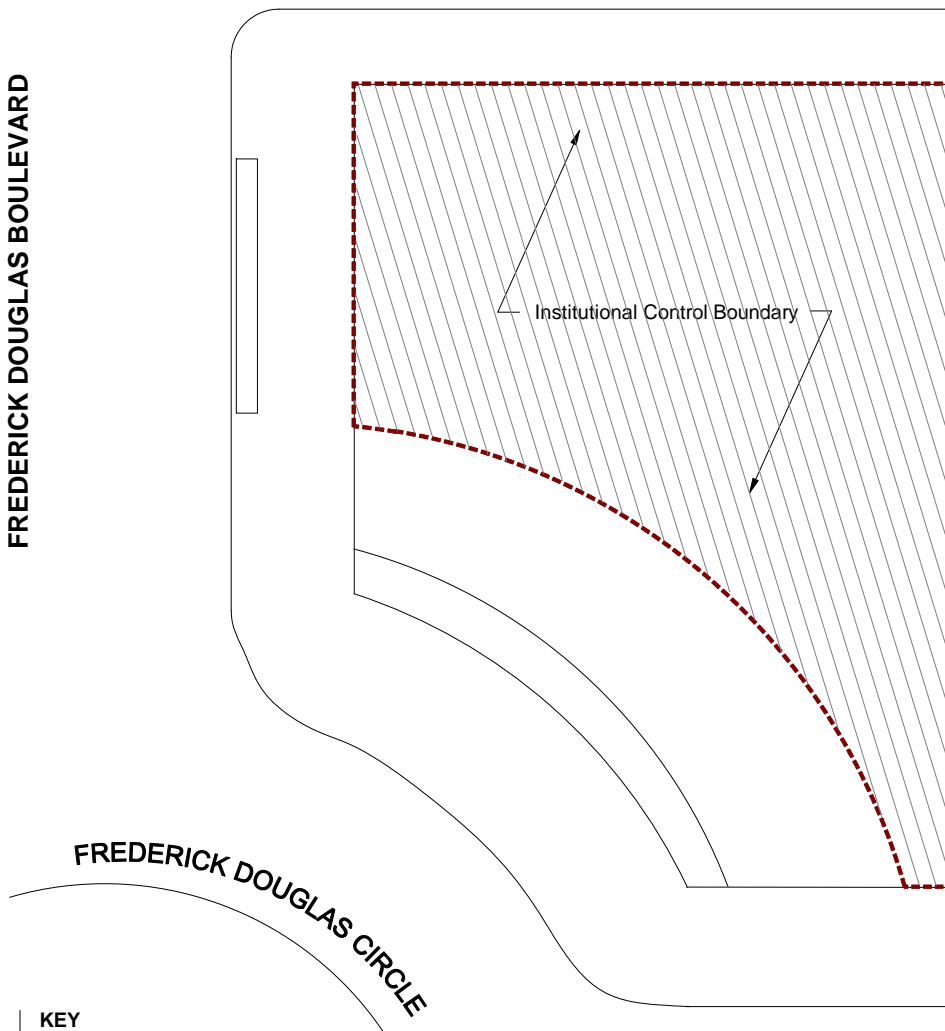 FREDERICK DOUGLAS BOULEVARD
Institutional Control Boundary
FREDERICK DOUGLAS CIRCLE
KEY